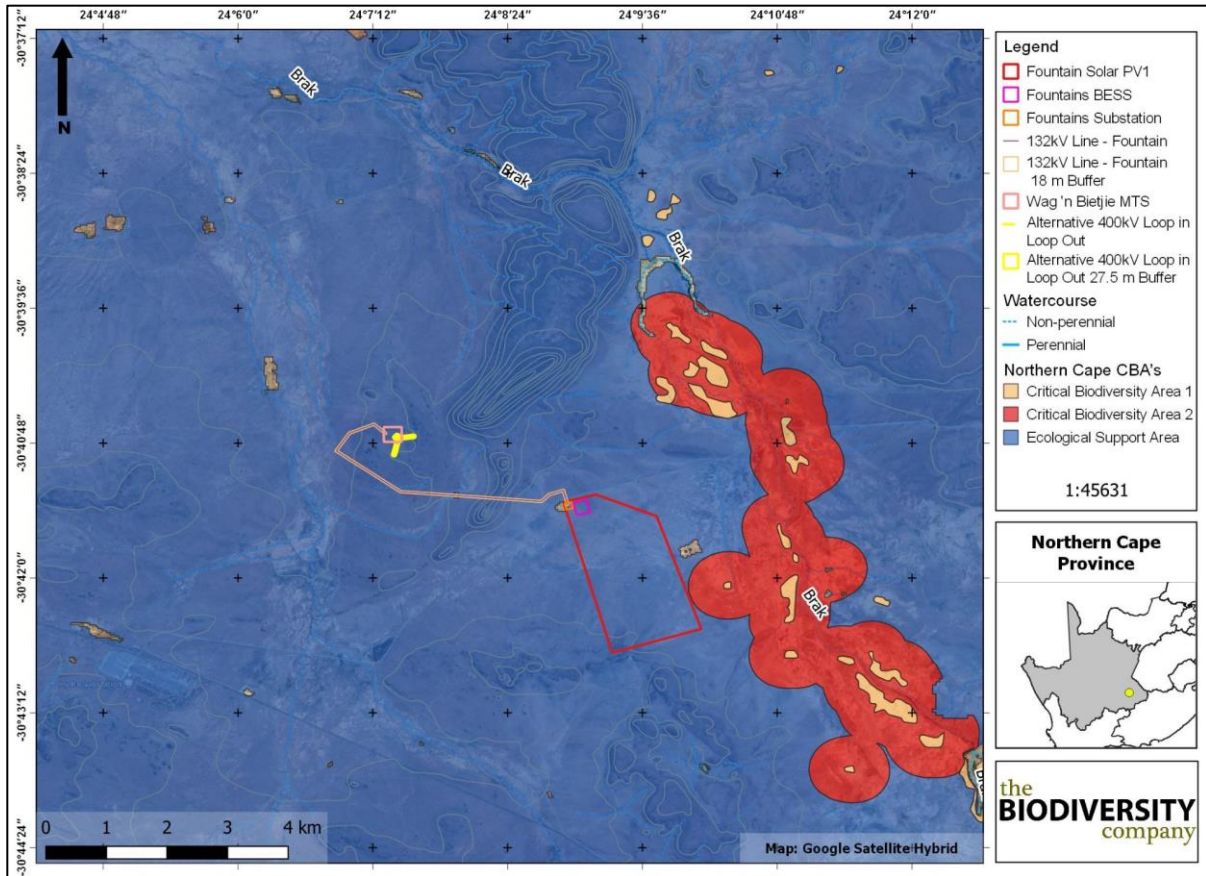 24°4'48"
24°6'0"
24°7'12"
24°8'24"
24°9'36"
24°10'48"
24°12'0"
-30°37'12"
-30°38'24"
-30°39'36"
-30°40'48"
-30°42'0"
-30°43'12"
-30°44'24"
N
Brak
Brak
Brak
Brak
0 1 2 3 4 km
Map: Google Satellite Hybrid
Legend
Fountain Solar PV1
Fountains BESS
Fountains Substation
132kV Line - Fountain
132kV Line - Fountain
18 m Buffer
Wag 'n Bietjie MTS
Alternative 400kV Loop in
Loop Out
Alternative 400kV Loop in
Loop Out 27.5 m Buffer
Watercourse
Non-perennial
Perennial
Northern Cape CBA's
Critical Biodiversity Area 1
Critical Biodiversity Area 2
Ecological Support Area
1:45631
Northern Cape
Province
the
BIODIVERSITY
company